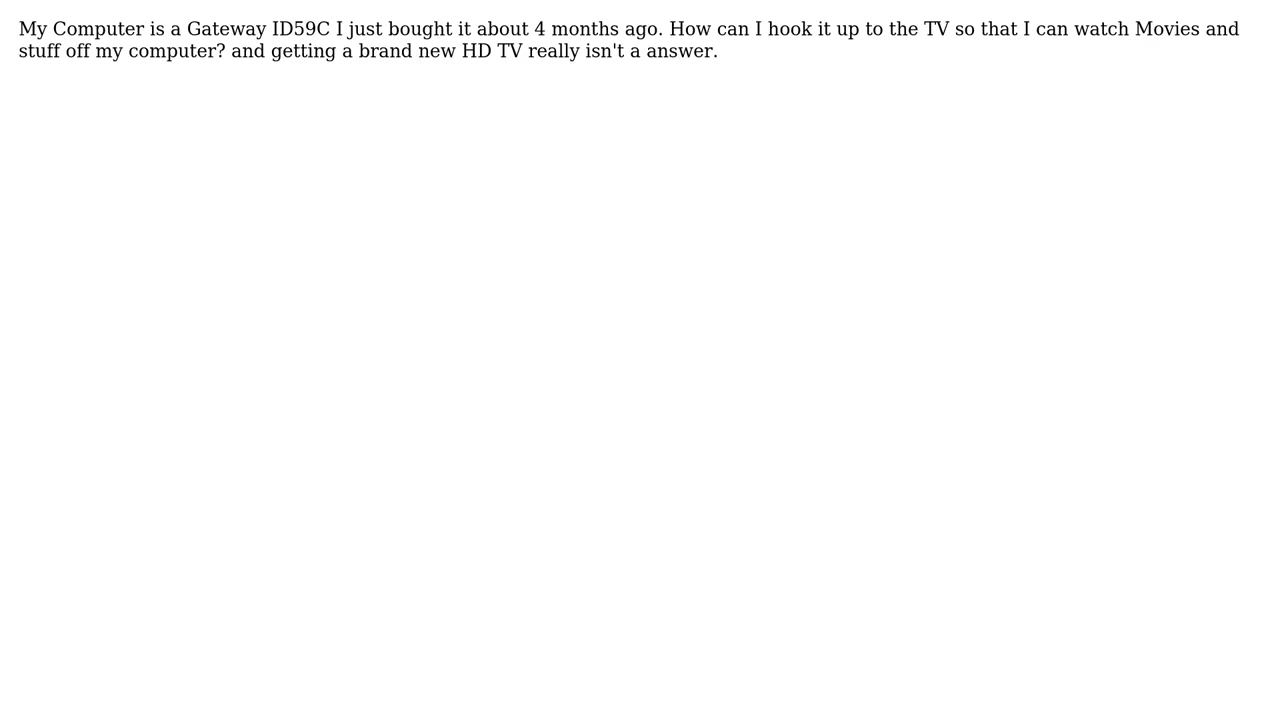 My Computer is a Gateway ID59C I just bought it about 4 months ago. How can I hook it up to the TV so that I can watch Movies and
stuff off my computer? and getting a brand new HD TV really isn't a answer.